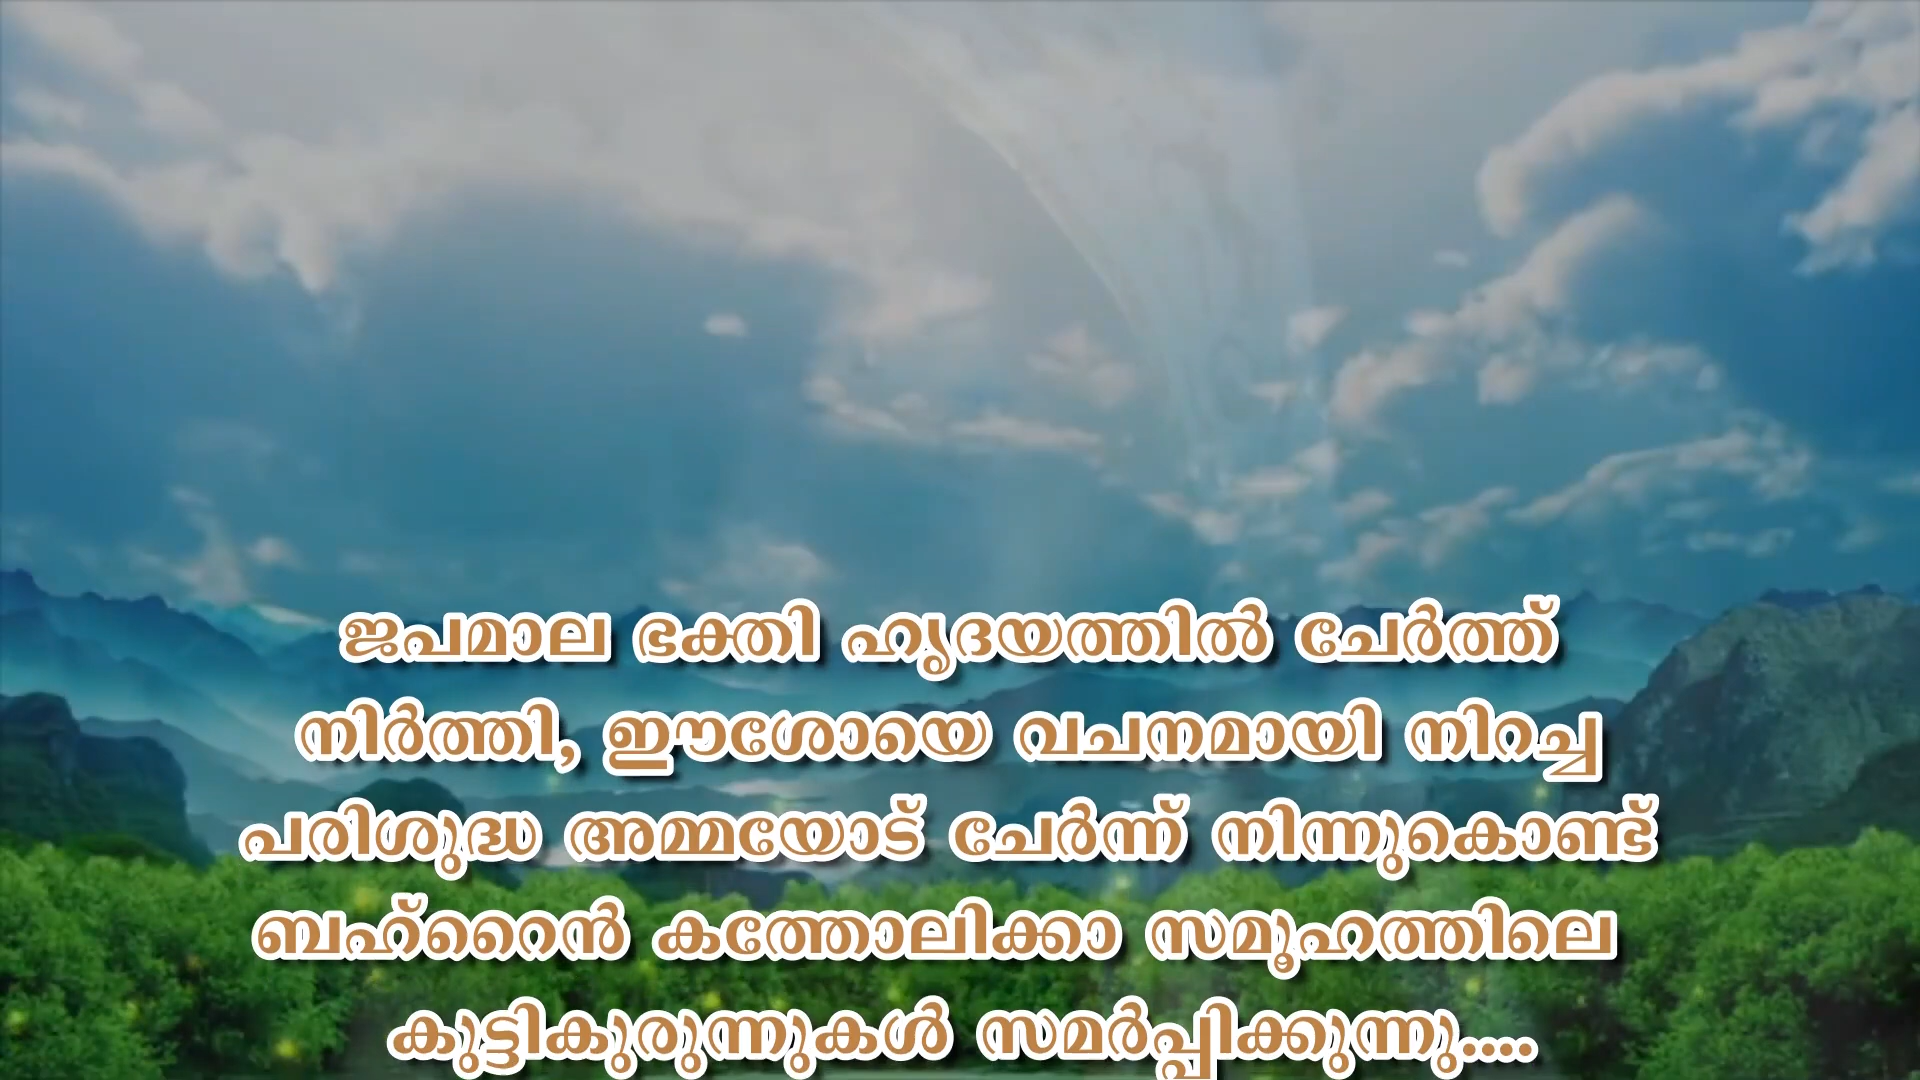 ജപമാല ഭക്തി ഹൃദയത്തിൽ ചേർത്ത്
നിർത്തി, ഈശോയെ വചനമായി നിറച്ച
പരിശുദ്ധ അമ്മയോട് ചേർന്ന് നിന്നുകൊണ്ട്
ബഹ്റൈൻ കത്തോലിക്കാ സമൂഹത്തിലെ
കുട്ടികുരുന്നുകൾ സമർപ്പിക്കുന്നു....